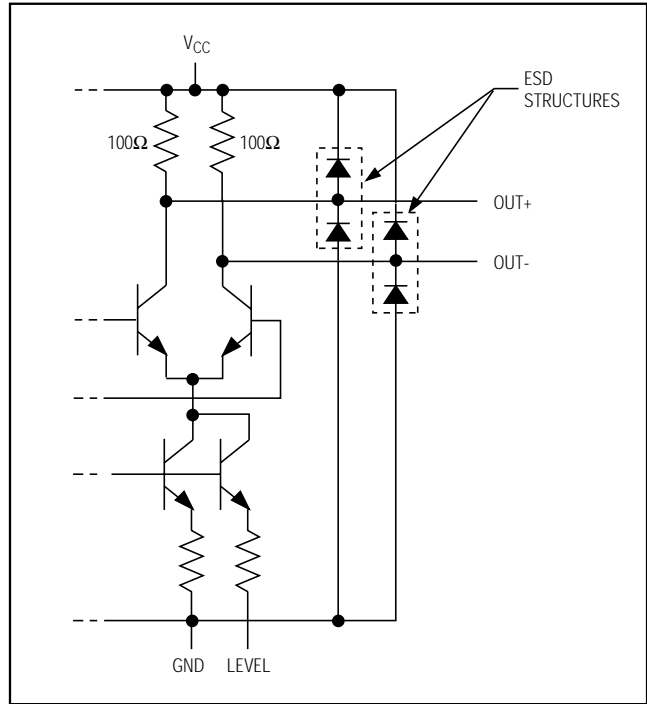 V_CC
ESD
STRUCTURES
100Ω
100Ω
OUT+
OUT-
GND
LEVEL